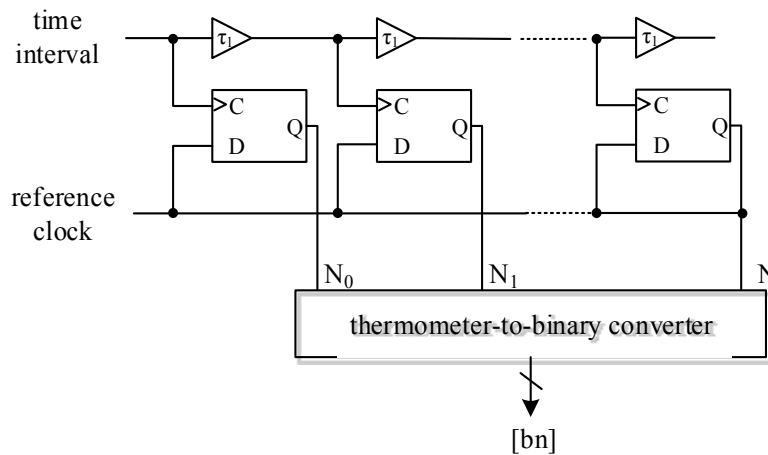 time
interval
τ1
τ1
τ1
C
D
Q
C
D
Q
C
D
Q
reference
clock
N0
N1
N
thermometer-to-binary converter
[bn]